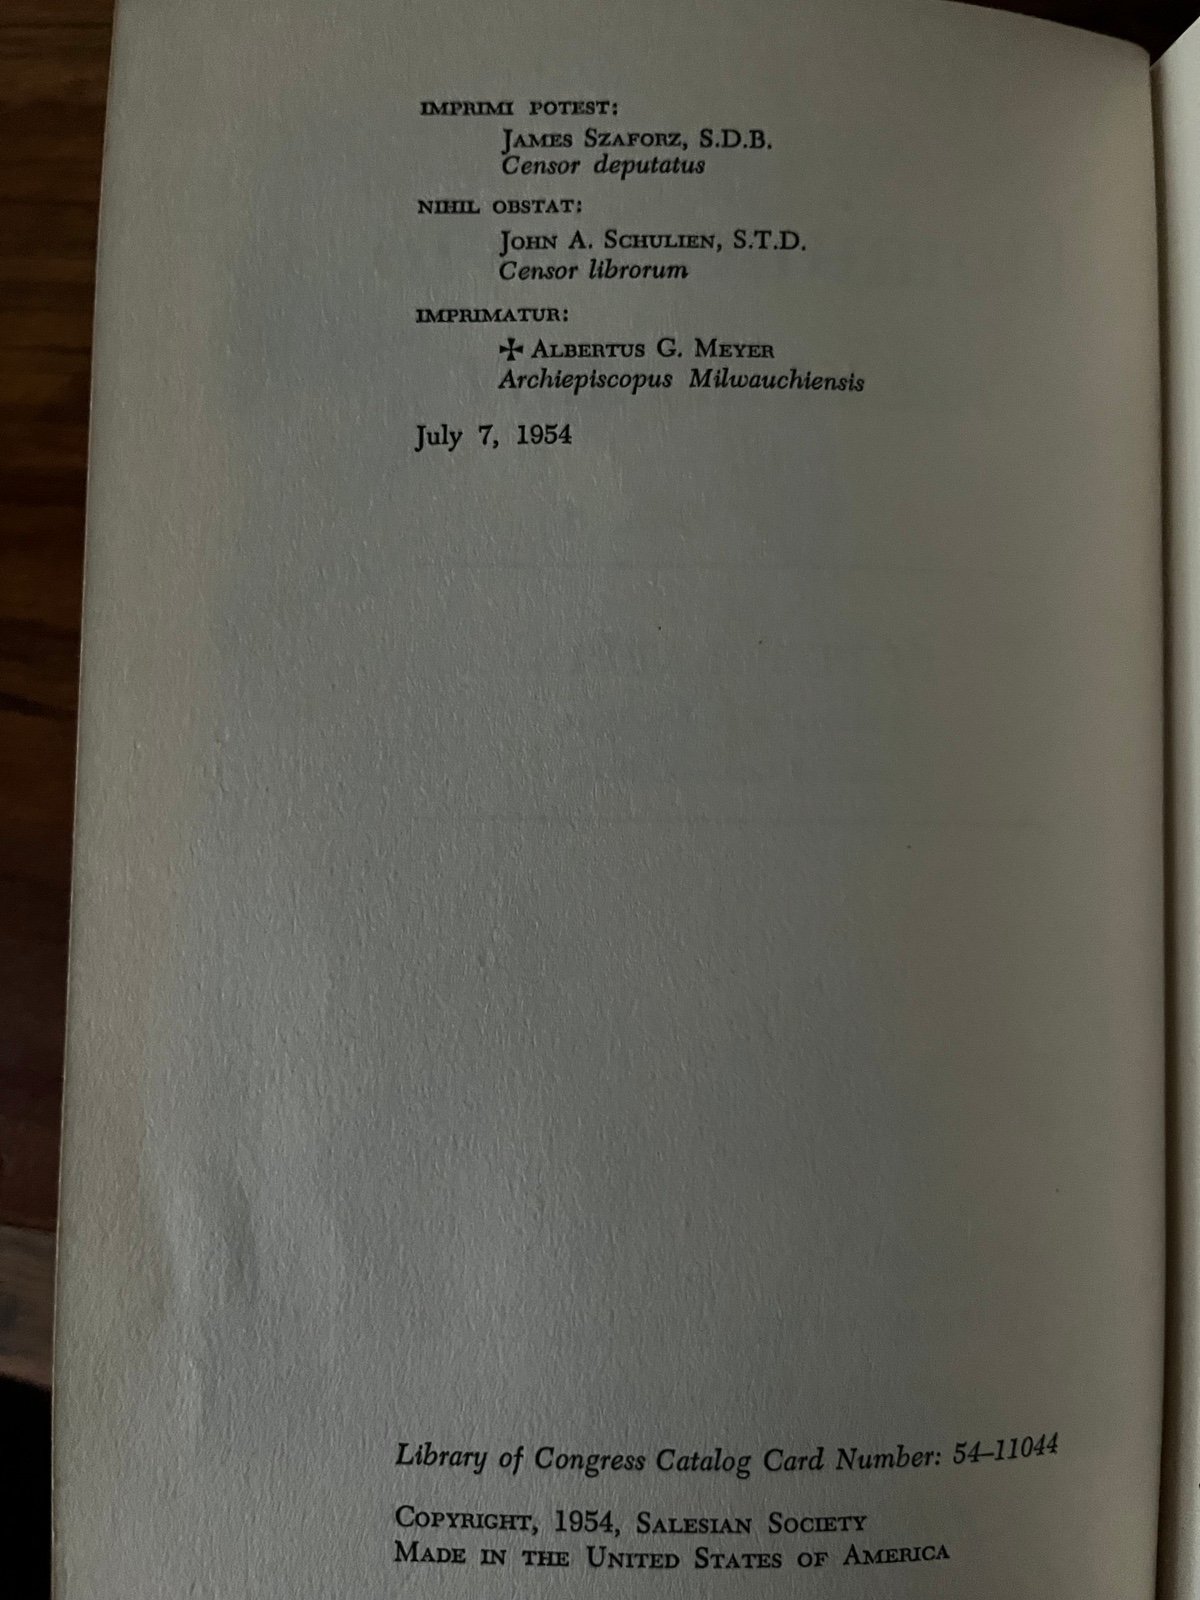 IMPRIMI POTEST:
JAMES SZAFORZ, S.D.B.
Censor deputatus
NIHIL OBSTAT:
JOHN A. SCHULIEN, S.T.D.
Censor librorum
IMPRIMATUR:
✠ ALBERTUS G. MEYER
Archiepiscopus Milwauchiensis
July 7, 1954
Library of Congress Catalog Card Number: 54–11044
COPYRIGHT, 1954, SALESIAN SOCIETY
MADE IN THE UNITED STATES OF AMERICA